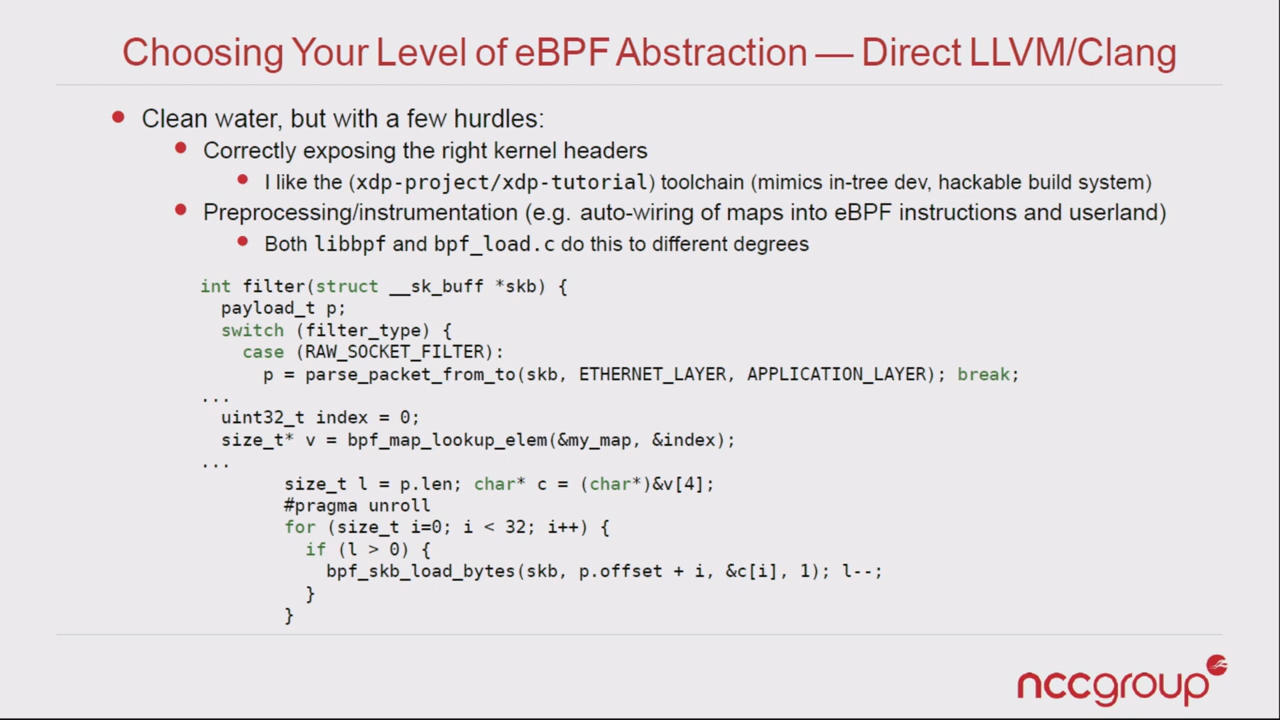 Choosing Your Level of eBPF Abstraction — Direct LLVM/Clang
Clean water, but with a few hurdles:
Correctly exposing the right kernel headers
I like the (xdp-project/xdp-tutorial) toolchain (mimics in-tree dev, hackable build system)
Preprocessing/instrumentation (e.g. auto-wiring of maps into eBPF instructions and userland)
Both libbpf and bpf_load.c do this to different degrees
int filter(struct __sk_buff *skb) {
  payload_t p;
  switch (filter_type) {
    case (RAW_SOCKET_FILTER):
      p = parse_packet_from_to(skb, ETHERNET_LAYER, APPLICATION_LAYER); break;
...
  uint32_t index = 0;
  size_t* v = bpf_map_lookup_elem(&my_map, &index);
...
        size_t l = p.len; char* c = (char*)&v[4];
        #pragma unroll
        for (size_t i=0; i < 32; i++) {
          if (l > 0) {
            bpf_skb_load_bytes(skb, p.offset + i, &c[i], 1); l--;
          }
        }
nccgroup